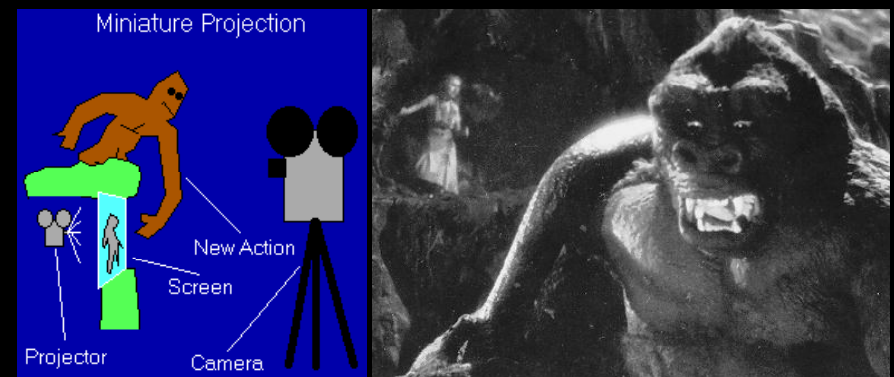 Miniature Projection
New Action
Screen
Projector
Camera